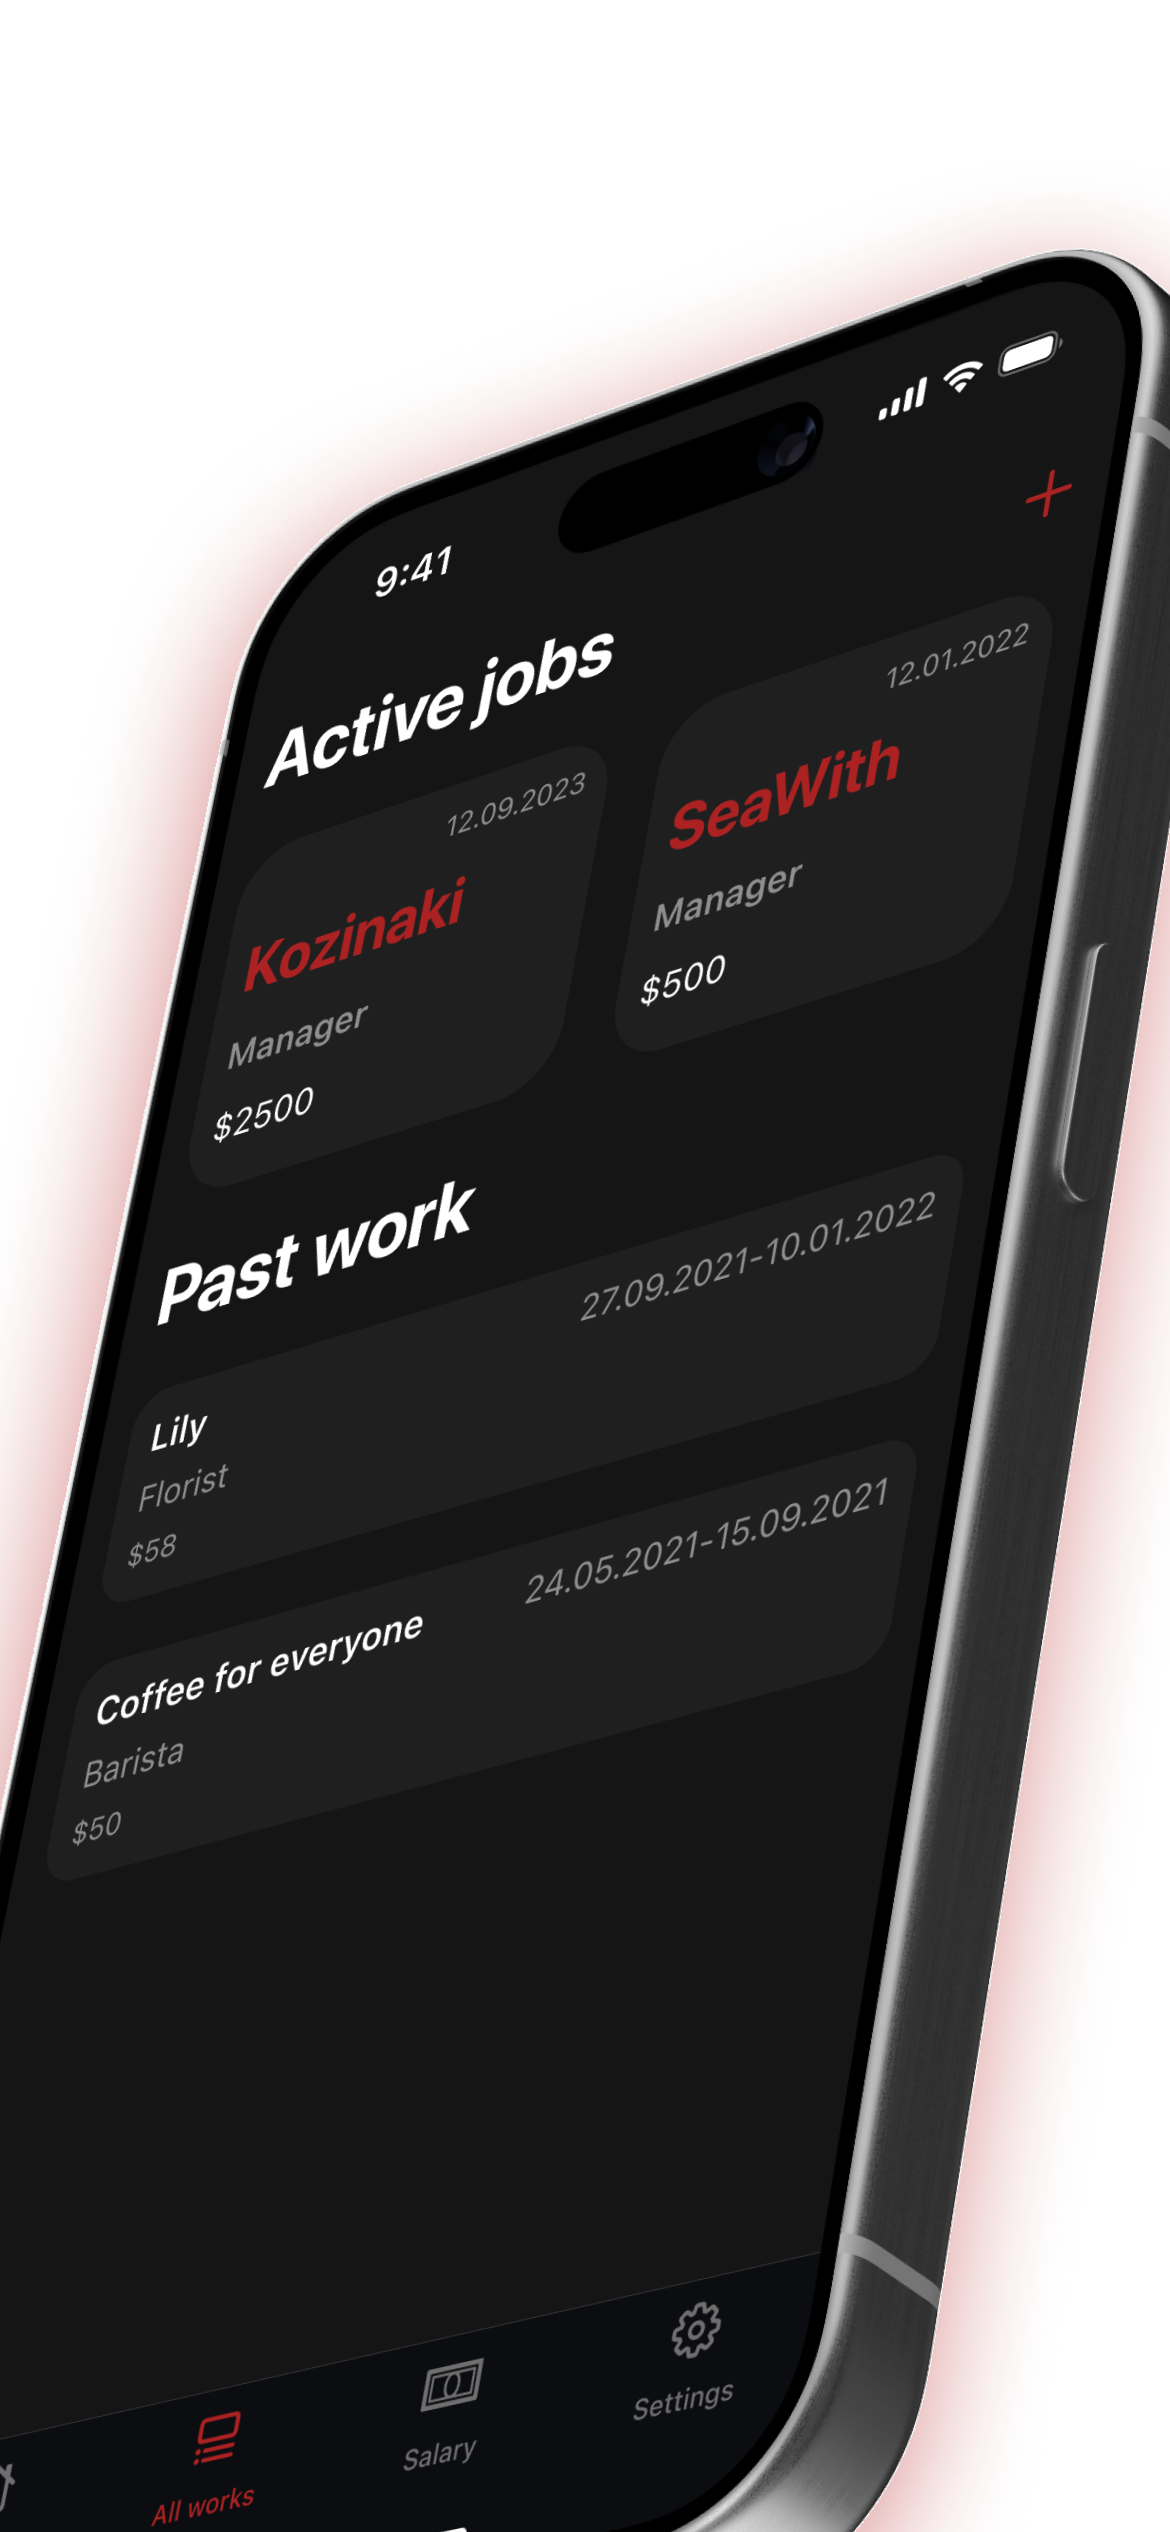 9:41
Active jobs
12.09.2023
Kozinaki
Manager
$2500
12.01.2022
SeaWith
Manager
$500
Past work
27.09.2021-10.01.2022
Lily
Florist
$58
24.05.2021-15.09.2021
Coffee for everyone
Barista
$50
All works
Salary
Settings